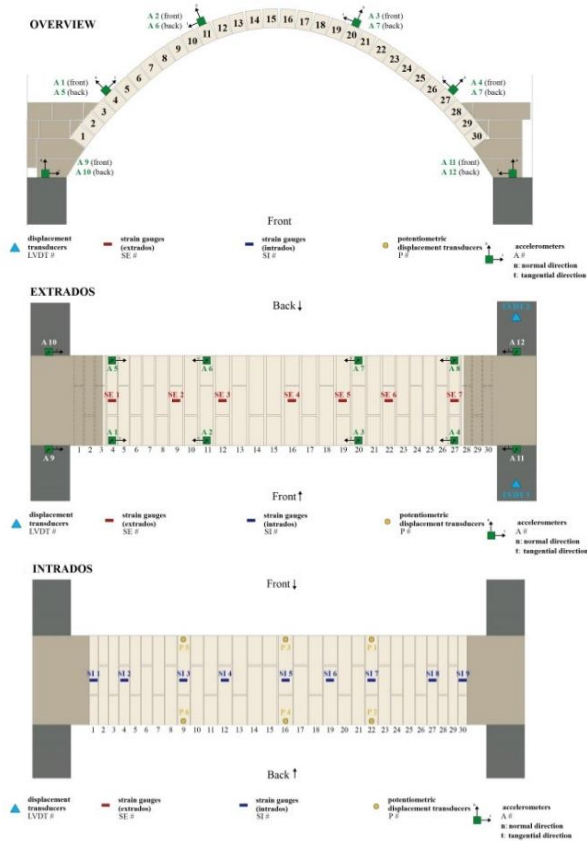 OVERVIEW
A 2 (front)
A 6 (back)
A 3 (front)
A 7 (back)
A 1 (front)
A 5 (back)
A 4 (front)
A 7 (back)
A 9 (front)
A 10 (back)
A 11 (front)
A 12 (back)
1 2 3 4 5 6 7 8 9 10 11 12 13 14 15 16 17 18 19 20 21 22 23 24 25 26 27 28 29 30
Front
displacement transducers LVDT #
strain gauges (extrados) SE #
strain gauges (intrados) SI #
potentiometric displacement transducers P #
accelerometers A #
n: normal direction
t: tangential direction
EXTRADOS
Back ↓
LVDT 2
A 10
A 12
A 5 A 6 A 7 A 8
SE 1 SE 2 SE 3 SE 4 SE 5 SE 6 SE 7
A 1 A 2 A 3 A 4
A 9
A 11
1 2 3 4 5 6 7 8 9 10 11 12 13 14 15 16 17 18 19 20 21 22 23 24 25 26 27 28 29 30
Front ↑
displacement transducers LVDT #
strain gauges (extrados) SE #
strain gauges (intrados) SI #
potentiometric displacement transducers P #
accelerometers A #
n: normal direction
t: tangential direction
INTRADOS
Front ↓
P 3 P 1
SI 1 SI 2 SI 3 SI 4 SI 5 SI 6 SI 7 SI 8 SI 9
P 6 P 4 P 2
1 2 3 4 5 6 7 8 9 10 11 12 13 14 15 16 17 18 19 20 21 22 23 24 25 26 27 28 29 30
Back ↑
displacement transducers LVDT #
strain gauges (extrados) SE #
strain gauges (intrados) SI #
potentiometric displacement transducers P #
accelerometers A #
n: normal direction
t: tangential direction